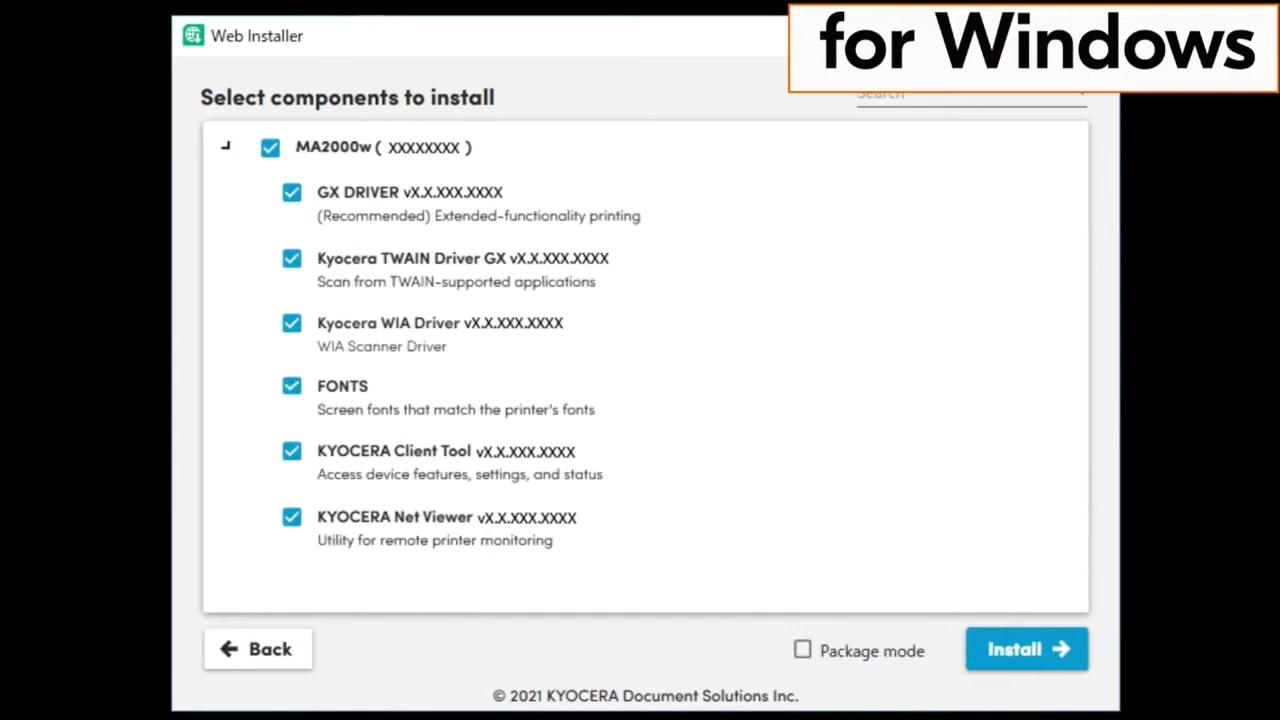 for Windows
Web Installer
Select components to install
Search
MA2000w ( XXXXXXXX )
GX DRIVER vX.X.XXX.XXXX
(Recommended) Extended-functionality printing
Kyocera TWAIN Driver GX vX.X.XXX.XXXX
Scan from TWAIN-supported applications
Kyocera WIA Driver vX.X.XXX.XXXX
WIA Scanner Driver
FONTS
Screen fonts that match the printer's fonts
KYOCERA Client Tool vX.X.XXX.XXXX
Access device features, settings, and status
KYOCERA Net Viewer vX.X.XXX.XXXX
Utility for remote printer monitoring
Back
Package mode
Install
© 2021 KYOCERA Document Solutions Inc.